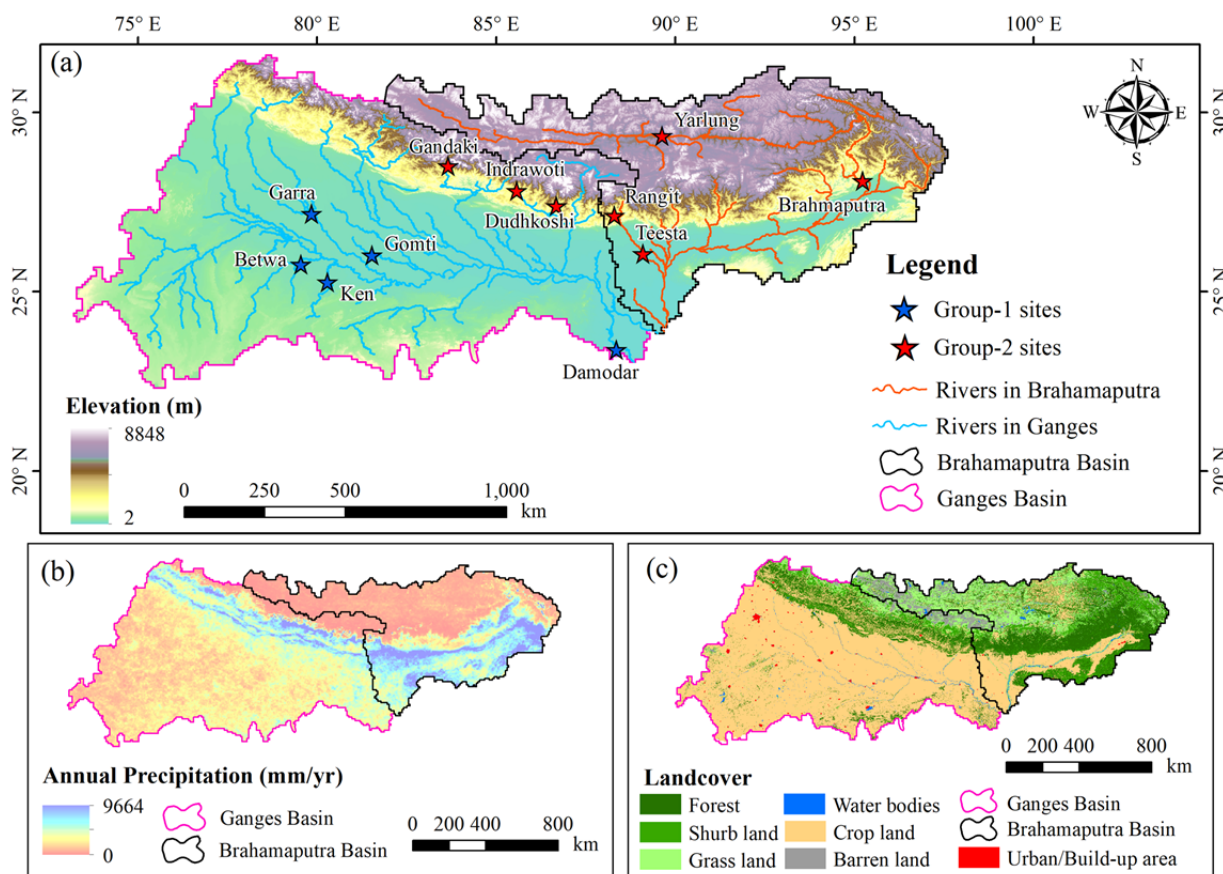 75° E 80° E 85° E 90° E 95° E 100° E
(a)
N
W E
S
30° N
30° N
25° N
25° N
20° N
20° N
Yarlung
Gandaki
Indrawoti
Garra
Rangit
Brahmaputra
Dudhkoshi
Teesta
Gomti
Betwa
Ken
Damodar
Legend
Group-1 sites
Group-2 sites
Rivers in Brahamaputra
Rivers in Ganges
Brahamaputra Basin
Ganges Basin
Elevation (m)
8848
2
0 250 500 1,000
km
(b)
Annual Precipitation (mm/yr)
9664
0
Ganges Basin
Brahamaputra Basin
0 200 400 800
km
(c)
0 200 400 800
km
Landcover
Forest
Shurb land
Grass land
Water bodies
Crop land
Barren land
Ganges Basin
Brahamaputra Basin
Urban/Build-up area